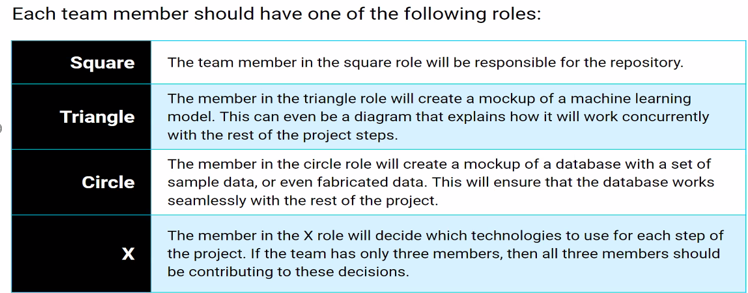 Each team member should have one of the following roles:
Square
The team member in the square role will be responsible for the repository.
Triangle
The member in the triangle role will create a mockup of a machine learning
model. This can even be a diagram that explains how it will work concurrently
with the rest of the project steps.
Circle
The member in the circle role will create a mockup of a database with a set of
sample data, or even fabricated data. This will ensure that the database works
seamlessly with the rest of the project.
X
The member in the X role will decide which technologies to use for each step of
the project. If the team has only three members, then all three members should
be contributing to these decisions.